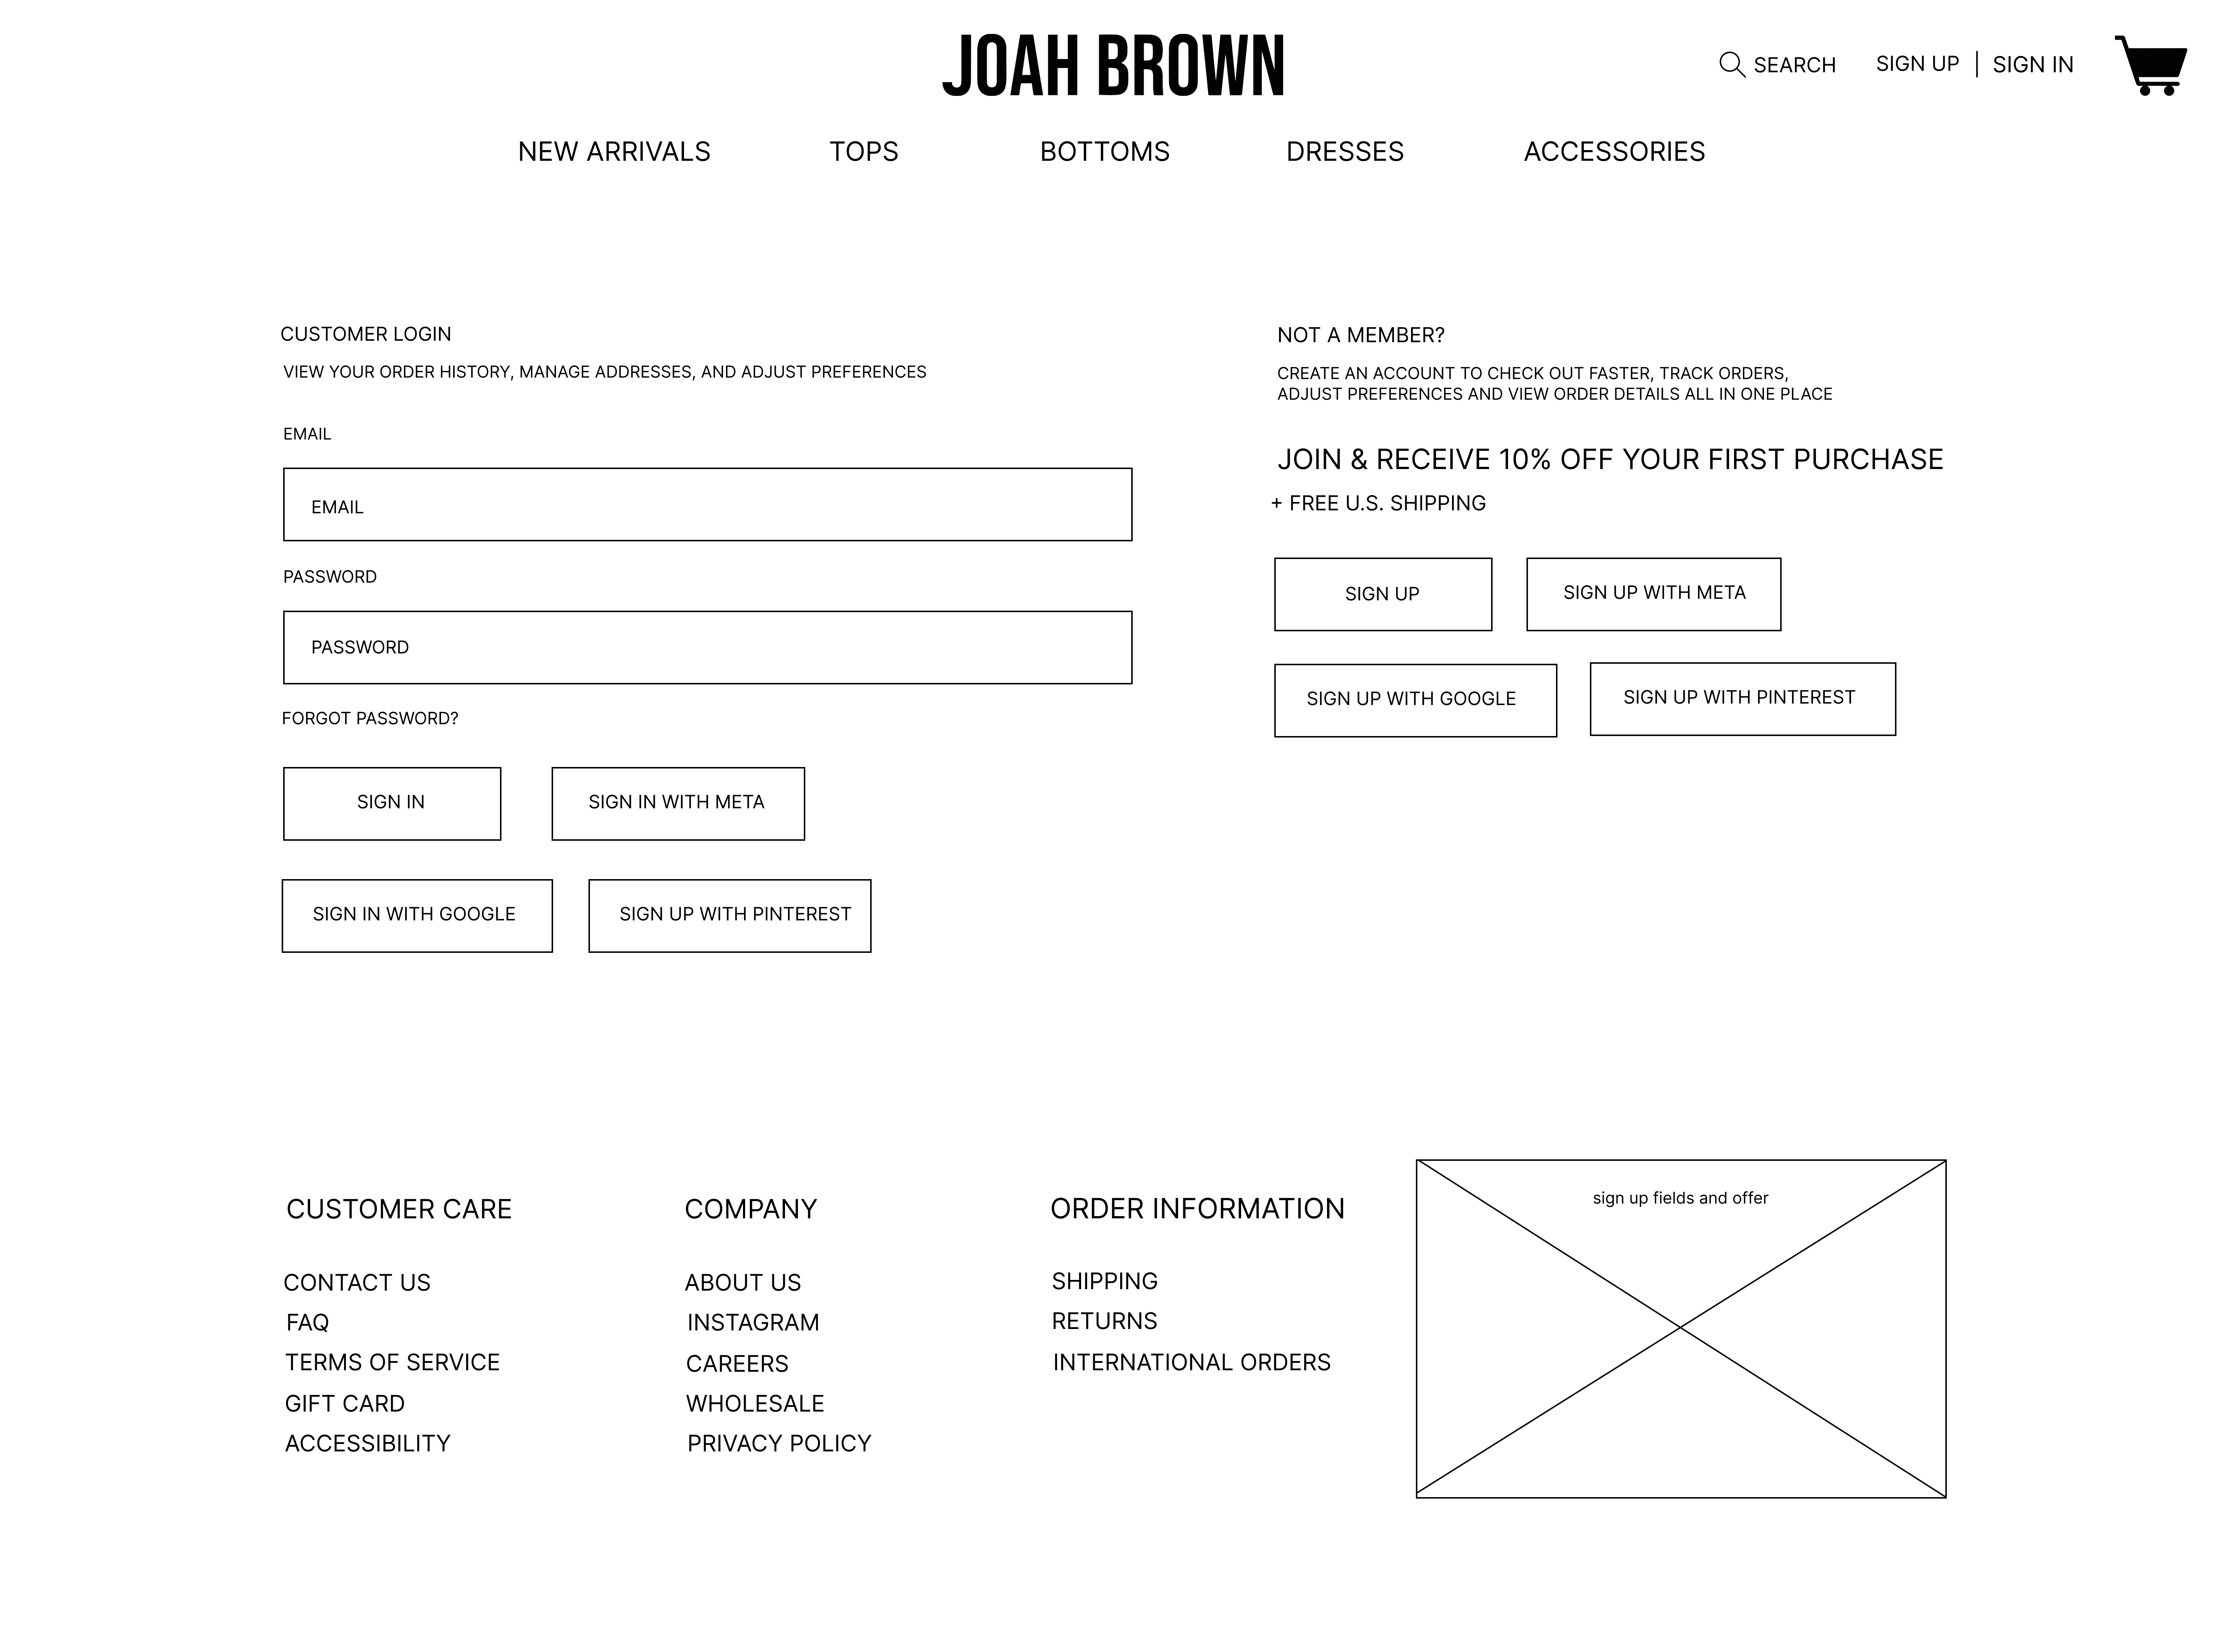 JOAH BROWN
SEARCH
SIGN UP | SIGN IN
NEW ARRIVALS
TOPS
BOTTOMS
DRESSES
ACCESSORIES
CUSTOMER LOGIN
VIEW YOUR ORDER HISTORY, MANAGE ADDRESSES, AND ADJUST PREFERENCES
EMAIL
EMAIL
PASSWORD
PASSWORD
FORGOT PASSWORD?
SIGN IN
SIGN IN WITH META
SIGN IN WITH GOOGLE
SIGN UP WITH PINTEREST
NOT A MEMBER?
CREATE AN ACCOUNT TO CHECK OUT FASTER, TRACK ORDERS,
ADJUST PREFERENCES AND VIEW ORDER DETAILS ALL IN ONE PLACE
JOIN & RECEIVE 10% OFF YOUR FIRST PURCHASE
+ FREE U.S. SHIPPING
SIGN UP
SIGN UP WITH META
SIGN UP WITH GOOGLE
SIGN UP WITH PINTEREST
CUSTOMER CARE
CONTACT US
FAQ
TERMS OF SERVICE
GIFT CARD
ACCESSIBILITY
COMPANY
ABOUT US
INSTAGRAM
CAREERS
WHOLESALE
PRIVACY POLICY
ORDER INFORMATION
SHIPPING
RETURNS
INTERNATIONAL ORDERS
sign up fields and offer